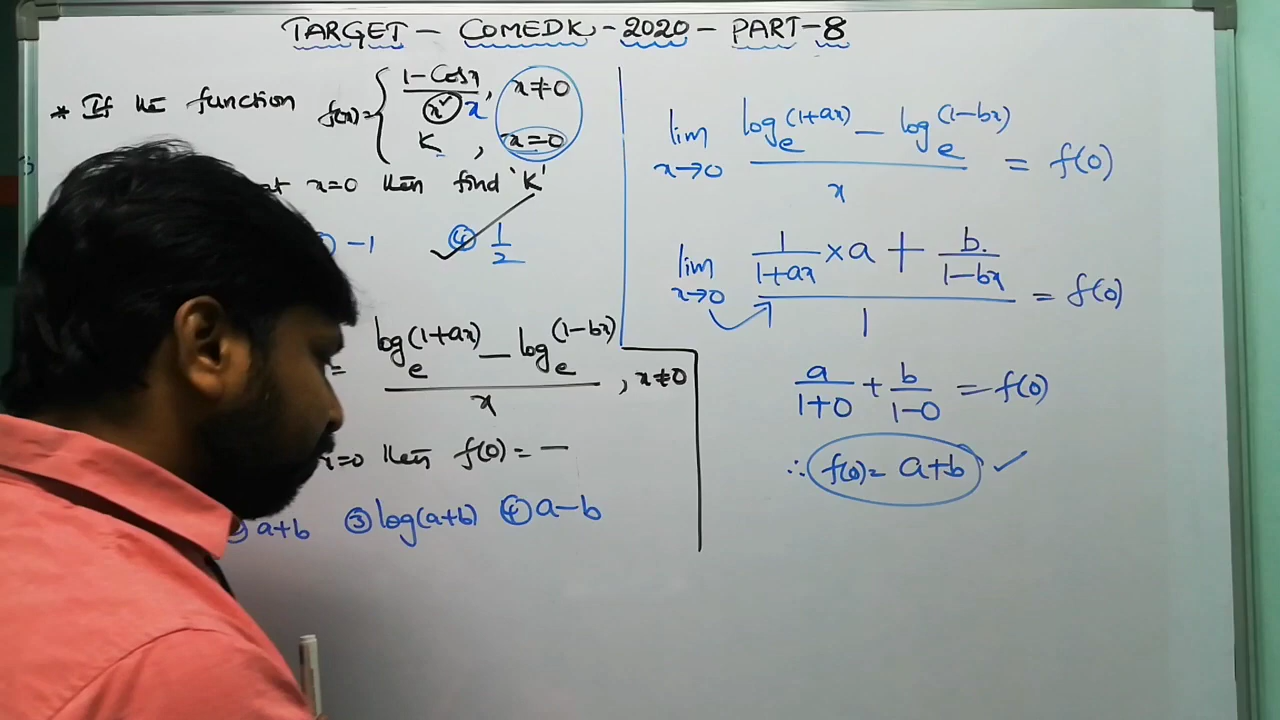 TARGET - COMEDK - 2020 - PART-8
* If the function f(x)= { 1-Cosx / x² x , x≠0
K , x=0
at x=0 then find 'K'
-1 ④ 1/2
= log_e^(1+ax) - log_e^(1-bx) / x , x≠0
x=0 then f(0)= —
a+b ③ log(a+b) ④ a-b
lim x→0 log_e^(1+ax) - log_e^(1-bx) / x = f(0)
lim x→0 1/(1+ax) ×a + b/(1-bx) / 1 = f(0)
a/(1+0) + b/(1-0) = f(0)
∴ f(0)= a+b ✓